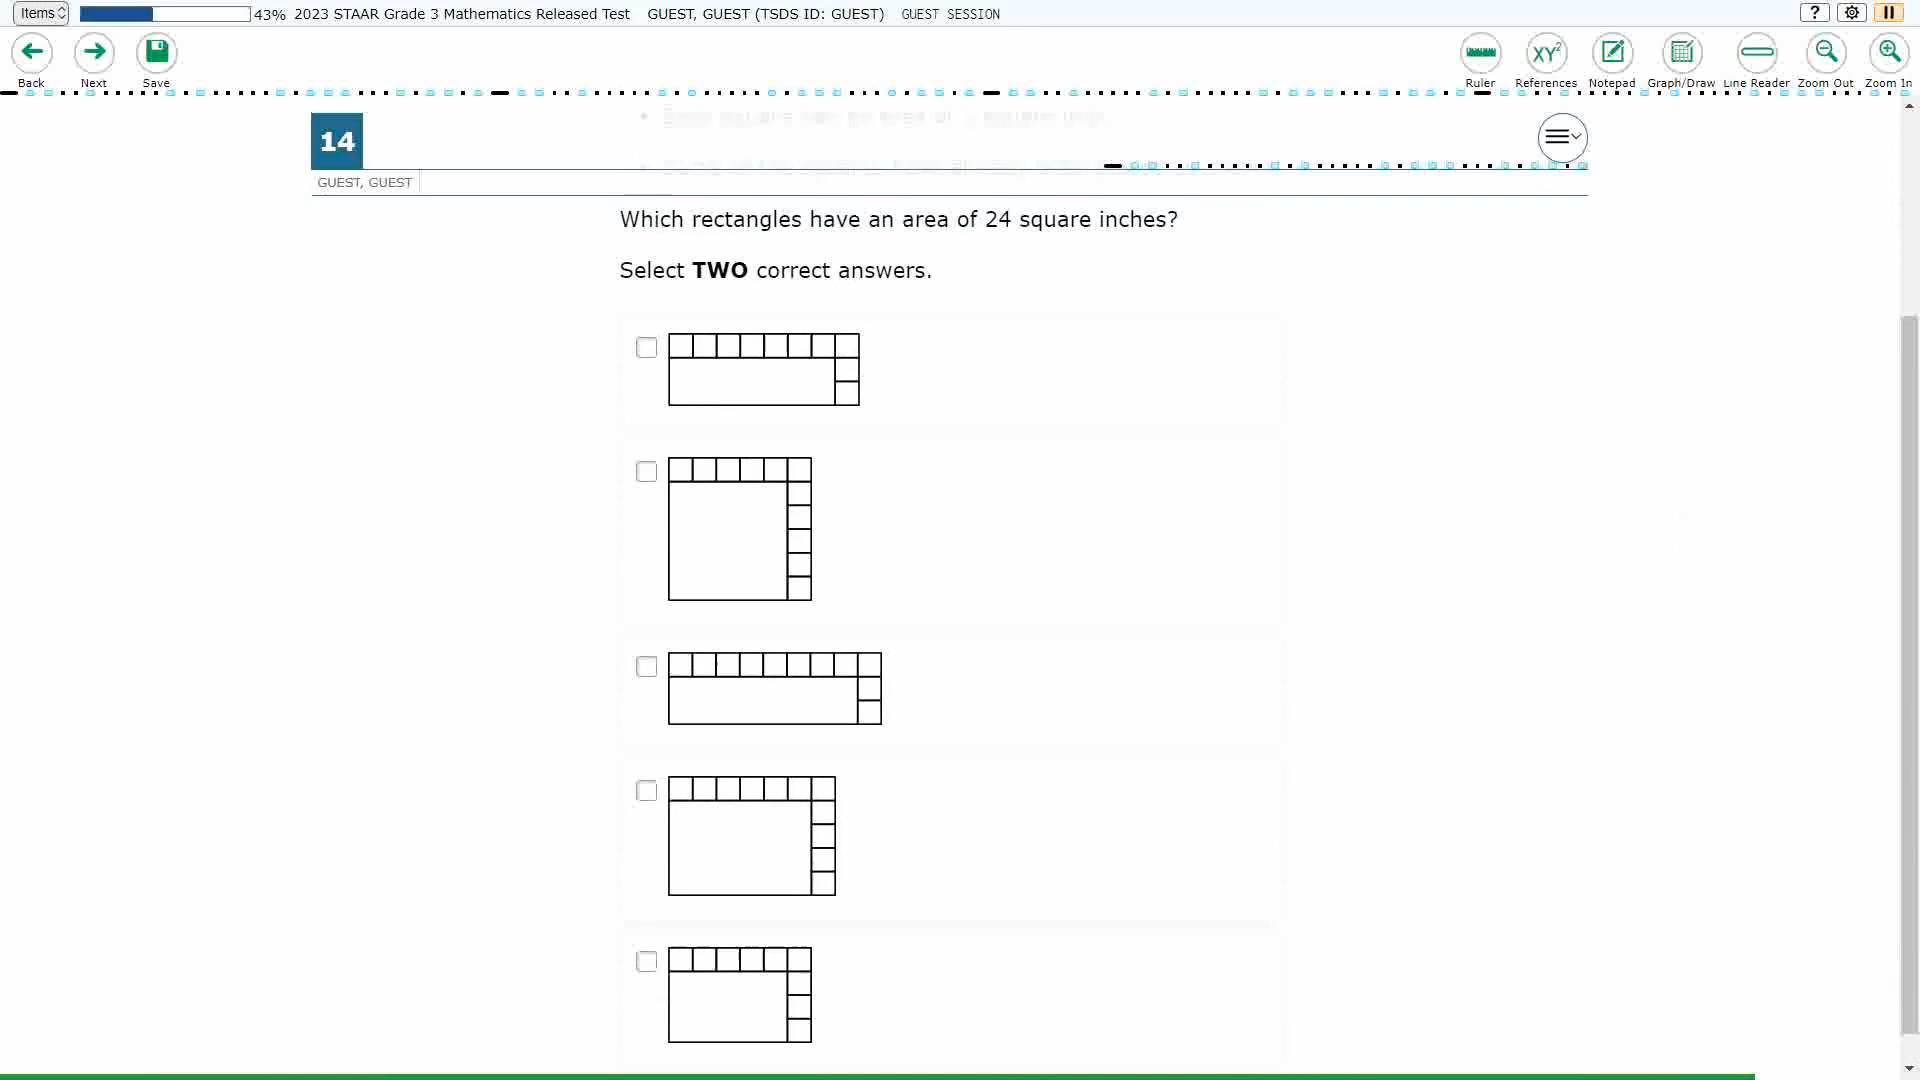 Items 43% 2023 STAAR Grade 3 Mathematics Released Test GUEST, GUEST (TSDS ID: GUEST) GUEST SESSION ?
Back Next Save Ruler References Notepad Graph/Draw Line Reader Zoom Out Zoom In
XY²
14
GUEST, GUEST
Which rectangles have an area of 24 square inches?
Select TWO correct answers.